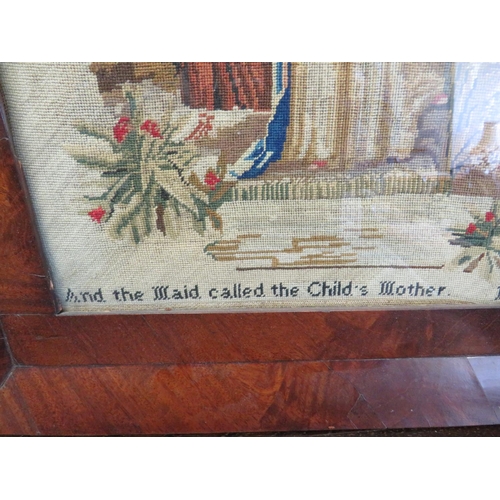 And the Maid called the Child's Mother.